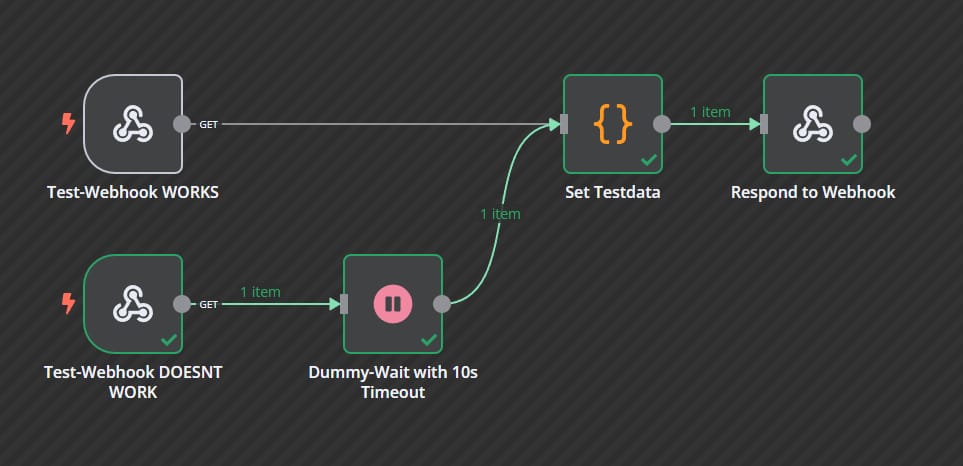 GET
1 item
Test-Webhook WORKS
Set Testdata
Respond to Webhook
1 item
GET
1 item
Test-Webhook DOESNT
WORK
Dummy-Wait with 10s
Timeout